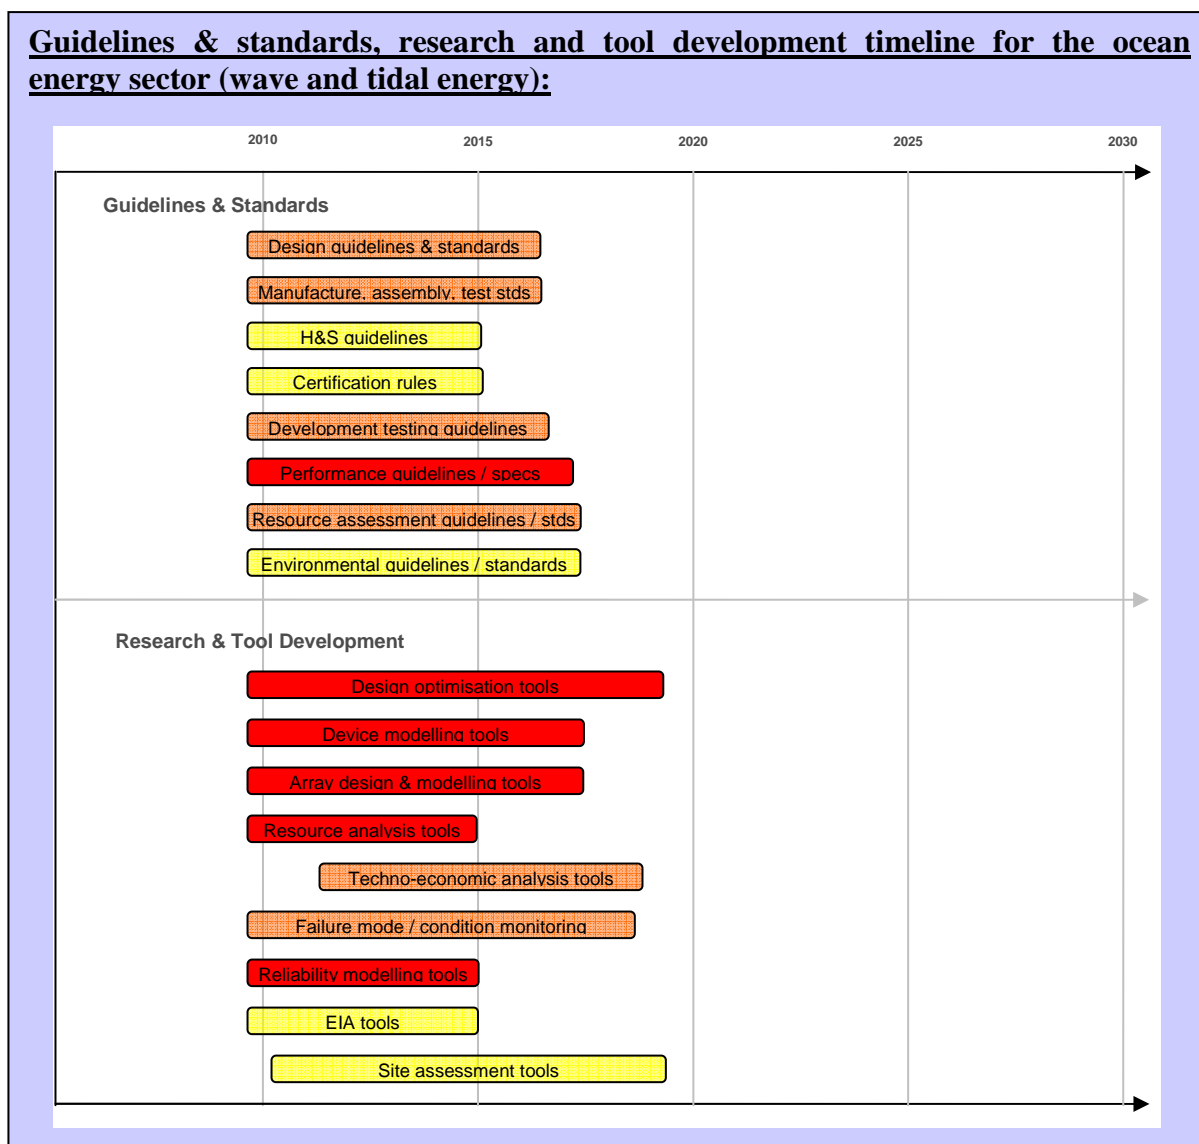 Guidelines & standards, research and tool development timeline for the ocean
energy sector (wave and tidal energy):
2010 2015 2020 2025 2030
Guidelines & Standards
Design guidelines & standards
Manufacture, assembly, test stds
H&S guidelines
Certification rules
Development testing guidelines
Performance guidelines / specs
Resource assessment guidelines / stds
Environmental guidelines / standards
Research & Tool Development
Design optimisation tools
Device modelling tools
Array design & modelling tools
Resource analysis tools
Techno-economic analysis tools
Failure mode / condition monitoring
Reliability modelling tools
EIA tools
Site assessment tools